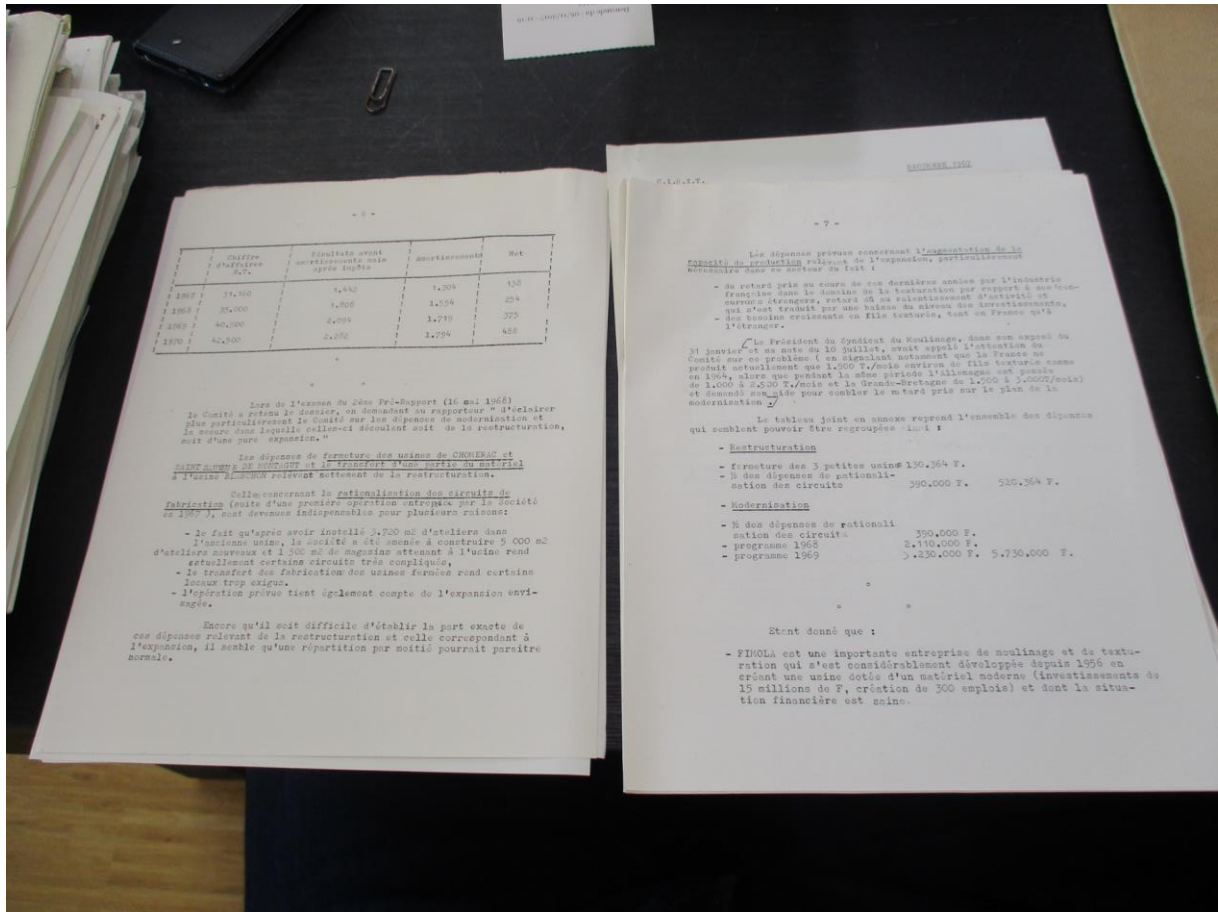 - 6 -
Chiffre d'affaires H.T. | Résultats avant amortissements mais après impôts | Amortissement | Net
1967 | 31.100 | 1.442 | 1.304 | 138
1968 | 33.000 | 1.808 | 1.554 | 254
1969 | 40.500 | 2.094 | 1.719 | 375
1970 | 42.500 | 2.282 | 1.794 | 488
Lors de l'examen du 2ème Pré-Rapport (16 mai 1968)
le Comité a retenu le dossier, en demandant au rapporteur " d'éclairer
plus particulièrement le Comité sur les dépenses de modernisation et
la mesure dans laquelle celles-ci découlent soit de la restructuration,
soit d'une pure expansion."
Les dépenses de fermeture des usines de CHOMERAC et
SAINT DE MONTAGUT et le transfert d'une partie du matériel
à l'usine BLANCHON relèvent nettement de la restructuration.
Celles concernant la rationalisation des circuits de
fabrication (suite d'une première opération entreprise par la Société
en 1967 ), sont devenues indispensables pour plusieurs raisons:
- le fait qu'après avoir installé 3.720 m2 d'ateliers dans
l'ancienne usine, la Société a été amenée à construire 5 000 m2
d'ateliers nouveaux et 1 500 m2 de magasins attenant à l'usine rend
actuellement certains circuits très compliqués,
- le transfert des fabrication des usines fermées rend certains
locaux trop exigus.
- l'opération prévue tient également compte de l'expansion envi-
sagée.
Encore qu'il soit difficile d'établir la part exacte de
ces dépenses relevant de la restructuration et celle correspondant à
l'expansion, il semble qu'une répartition par moitié pourrait paraître
normale.
DECEMBRE 1967
C.I.R.I.T.
- 7 -
Les dépenses prévues concernant l'augmentation de la
capacité de production relèvent de l'expansion, particulièrement
nécessaire dans ce secteur du fait :
- du retard pris au cours de ces dernières années par l'industrie
française dans le domaine de la texturation par rapport à ses con-
currents étrangers, retard dû au ralentissement d'activité et
qui s'est traduit par une baisse du niveau des investissements.
- des besoins croissants en fils texturés, tant en France qu'à
l'étranger.
[Le Président du Syndicat du Moulinage, dans son exposé du
31 janvier et sa note du 10 juillet, avait appelé l'attention du
Comité sur ce problème ( en signalant notamment que la France ne
produit actuellement que 1.500 T./mois environ de fils texturés comme
en 1964, alors que pendant la même période l'Allemagne est passée
de 1.000 à 2.520 T./mois et la Grande-Bretagne de 1.500 à 3.000T/mois)
et demandé son aide pour combler le retard pris sur le plan de la
modernisation .]
Le tableau joint en annexe reprend l'ensemble des dépenses
qui semblent pouvoir être regroupées ainsi :
- Restructuration
- fermeture des 3 petites usines 130.364 F.
- ½ des dépenses de rationali-
sation des circuits 390.000 F. 520.364 F.
- Modernisation
- ½ des dépenses de rationali
sation des circuits 390.000 F.
- programme 1968 2.110.000 F.
- programme 1969 3.230.000 F. 5.730.000 F.
Etant donné que :
- FIMOLA est une importante entreprise de moulinage et de textu-
ration qui s'est considérablement développée depuis 1956 en
créant une usine dotée d'un matériel moderne (investissements de
15 millions de F, création de 300 emplois) et dont la situa-
tion financière est saine.